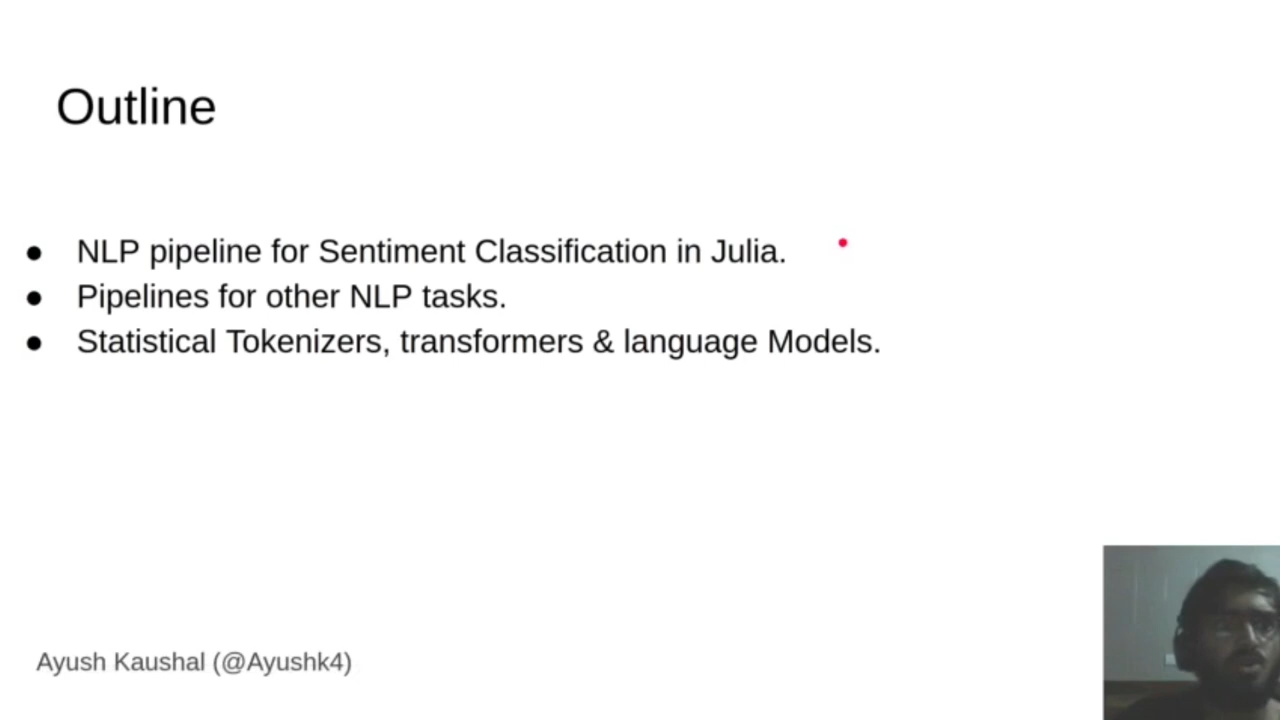 Outline
● NLP pipeline for Sentiment Classification in Julia.
● Pipelines for other NLP tasks.
● Statistical Tokenizers, transformers & language Models.
Ayush Kaushal (@Ayushk4)